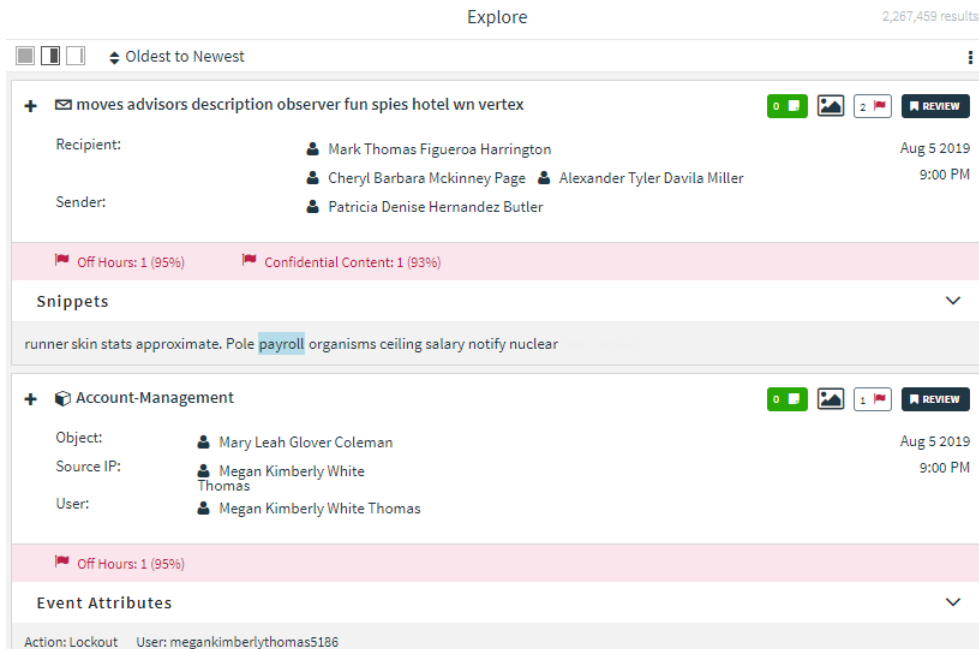 Explore
2,267,459 results
Oldest to Newest
moves advisors description observer fun spies hotel wn vertex
0
2
REVIEW
Recipient:
Mark Thomas Figueroa Harrington
Aug 5 2019
Cheryl Barbara Mckinney Page Alexander Tyler Davila Miller
9:00 PM
Sender:
Patricia Denise Hernandez Butler
Off Hours: 1 (95%) Confidential Content: 1 (93%)
Snippets
runner skin stats approximate. Pole payroll organisms ceiling salary notify nuclear
Account-Management
0
1
REVIEW
Object:
Mary Leah Glover Coleman
Aug 5 2019
Source IP:
Megan Kimberly White
Thomas
9:00 PM
User:
Megan Kimberly White Thomas
Off Hours: 1 (95%)
Event Attributes
Action: Lockout User: megankimberlythomas5186